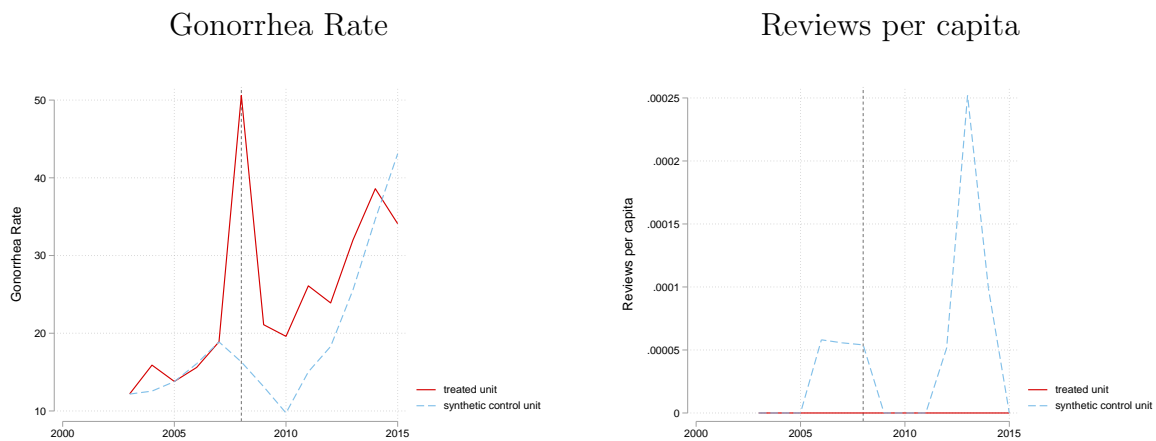 Gonorrhea Rate
50
40
30
20
10
Gonorrhea Rate
2000
2005
2010
2015
treated unit
synthetic control unit
Reviews per capita
.00025
.0002
.00015
.0001
.00005
0
Reviews per capita
2000
2005
2010
2015
treated unit
synthetic control unit